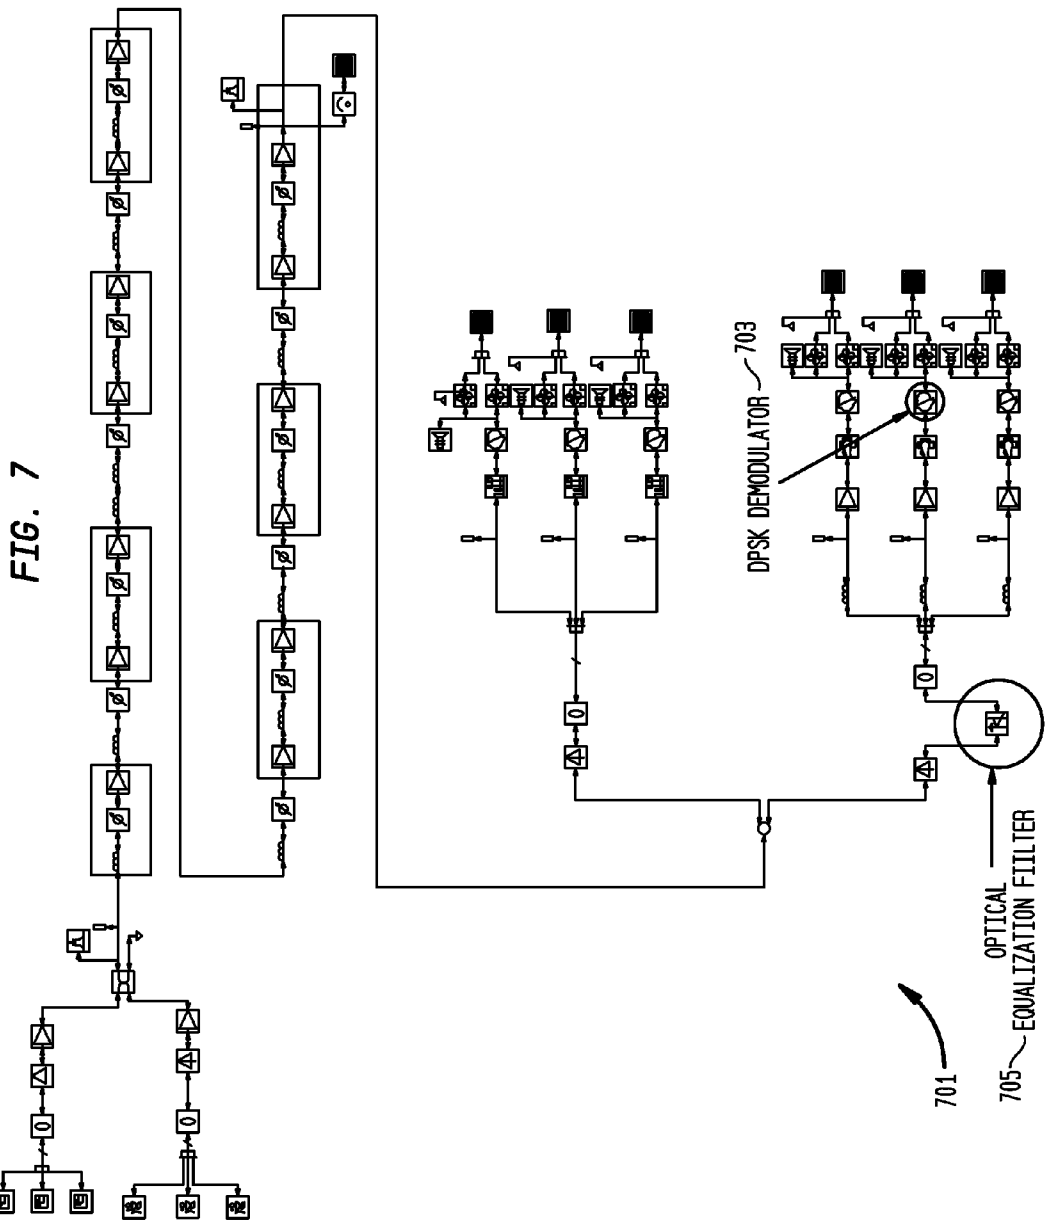 FIG. 7
DPSK DEMODULATOR 703
OPTICAL
705 EQUALIZATION FIILTER
701